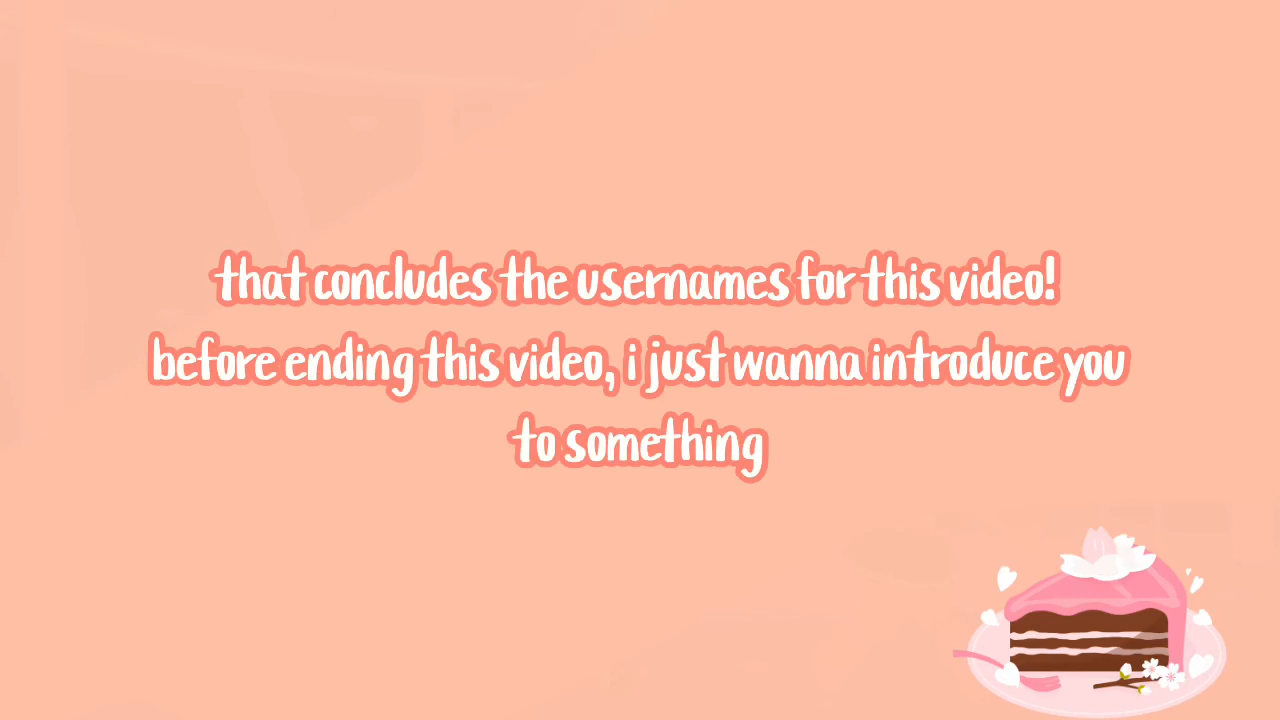 that concludes the usernames for this video!
before ending this video, i just wanna introduce you
to something